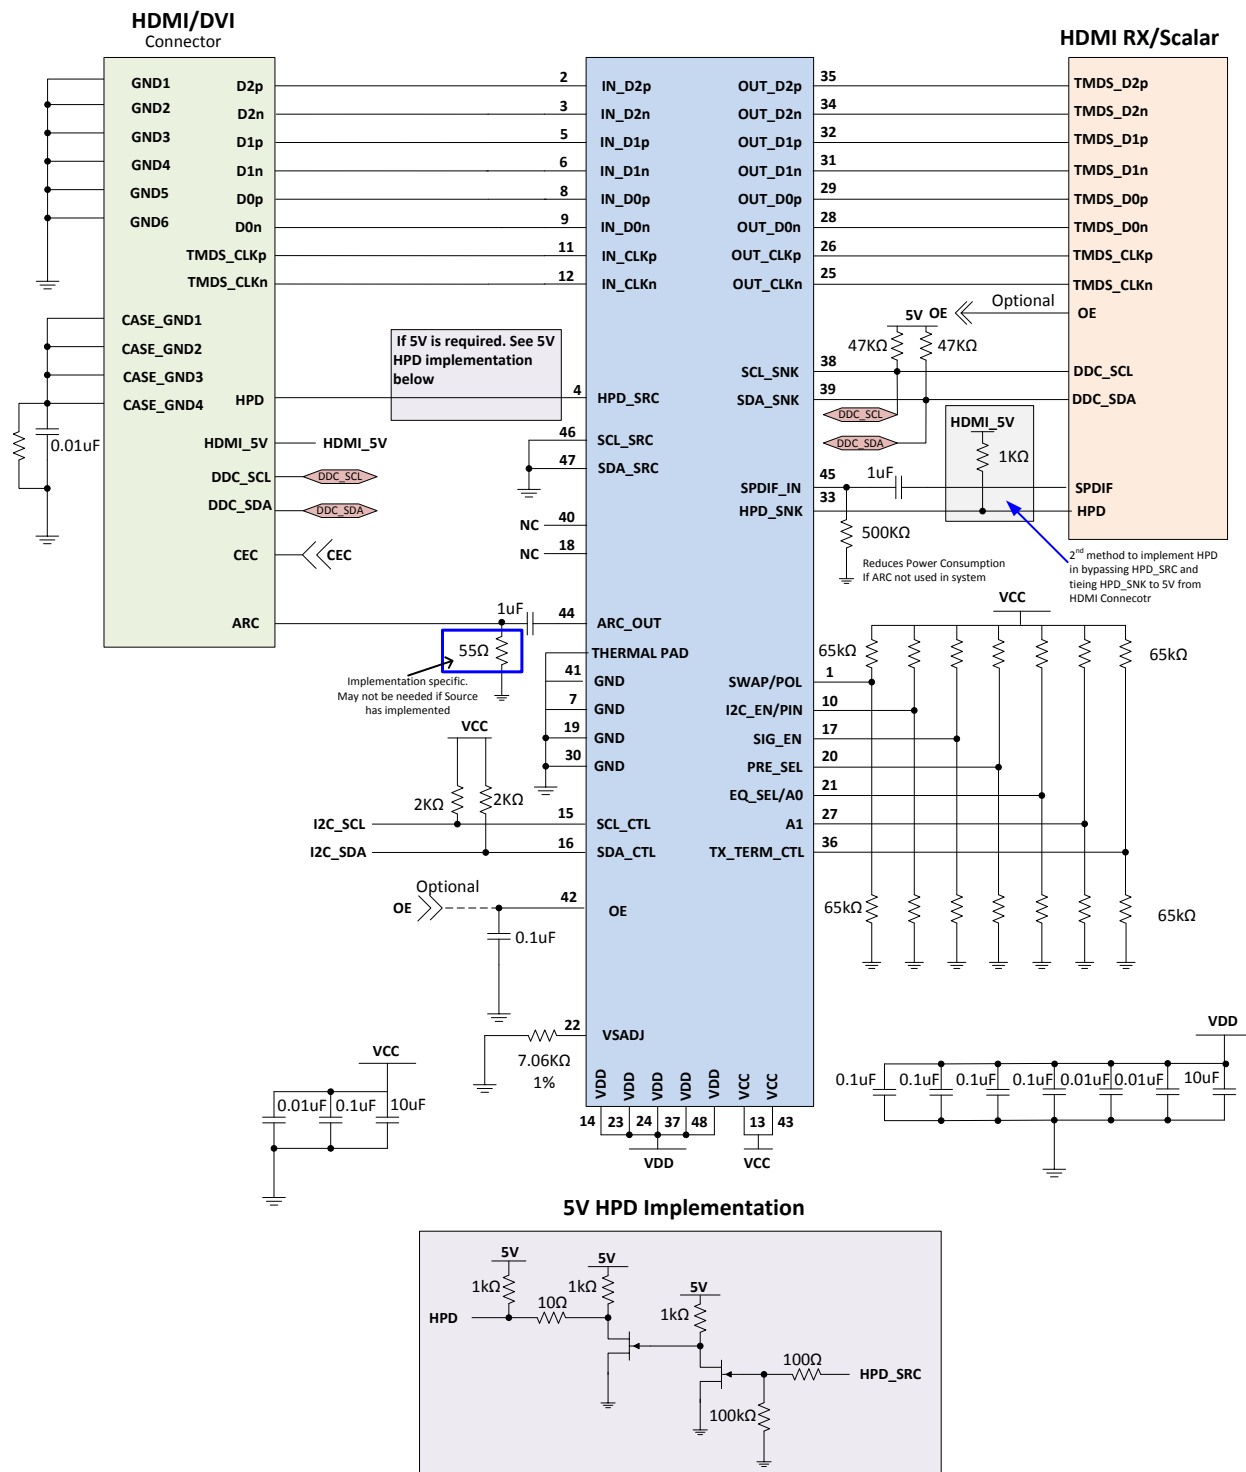 HDMI/DVI
Connector
HDMI RX/Scalar
GND1
GND2
GND3
GND4
GND5
GND6
D2p
D2n
D1p
D1n
D0p
D0n
TMDS_CLKp
TMDS_CLKn
CASE_GND1
CASE_GND2
CASE_GND3
CASE_GND4
0.01uF
HPD
HDMI_5V
HDMI_5V
DDC_SCL
DDC_SCL
DDC_SDA
DDC_SDA
CEC
CEC
ARC
2
3
5
6
8
9
11
12
IN_D2p
IN_D2n
IN_D1p
IN_D1n
IN_D0p
IN_D0n
IN_CLKp
IN_CLKn
OUT_D2p
OUT_D2n
OUT_D1p
OUT_D1n
OUT_D0p
OUT_D0n
OUT_CLKp
OUT_CLKn
35
34
32
31
29
28
26
25
TMDS_D2p
TMDS_D2n
TMDS_D1p
TMDS_D1n
TMDS_D0p
TMDS_D0n
TMDS_CLKp
TMDS_CLKn
If 5V is required. See 5V
HPD implementation
below
4
HPD_SRC
46
SCL_SRC
47
SDA_SRC
NC
40
NC
18
1uF
44
ARC_OUT
55Ω
Implementation specific.
May not be needed if Source
has implemented
THERMAL PAD
41
GND
7
GND
19
GND
30
GND
VCC
2KΩ
2KΩ
I2C_SCL
15
SCL_CTL
I2C_SDA
16
SDA_CTL
Optional
OE
42
OE
0.1uF
22
VSADJ
7.06KΩ
1%
Optional
OE
OE
5V
47KΩ
47KΩ
SCL_SNK
38
DDC_SCL
SDA_SNK
39
DDC_SDA
DDC_SCL
DDC_SDA
HDMI_5V
1KΩ
SPDIF_IN
45
1uF
SPDIF
HPD_SNK
33
HPD
500KΩ
Reduces Power Consumption
If ARC not used in system
2nd method to implement HPD
in bypassing HPD_SRC and
tieing HPD_SNK to 5V from
HDMI Connecotr
VCC
65kΩ
65kΩ
SWAP/POL
1
I2C_EN/PIN
10
SIG_EN
17
PRE_SEL
20
EQ_SEL/A0
21
A1
27
TX_TERM_CTL
36
65kΩ
65kΩ
VCC
0.01uF
0.1uF
10uF
VDD
VDD
VDD
VDD
VDD
VCC
VCC
14
23
24
37
48
13
43
VDD
VCC
VDD
0.1uF
0.1uF
0.1uF
0.1uF
0.01uF
0.01uF
10uF
5V HPD Implementation
5V
1kΩ
HPD
10Ω
5V
1kΩ
5V
1kΩ
100Ω
HPD_SRC
100kΩ